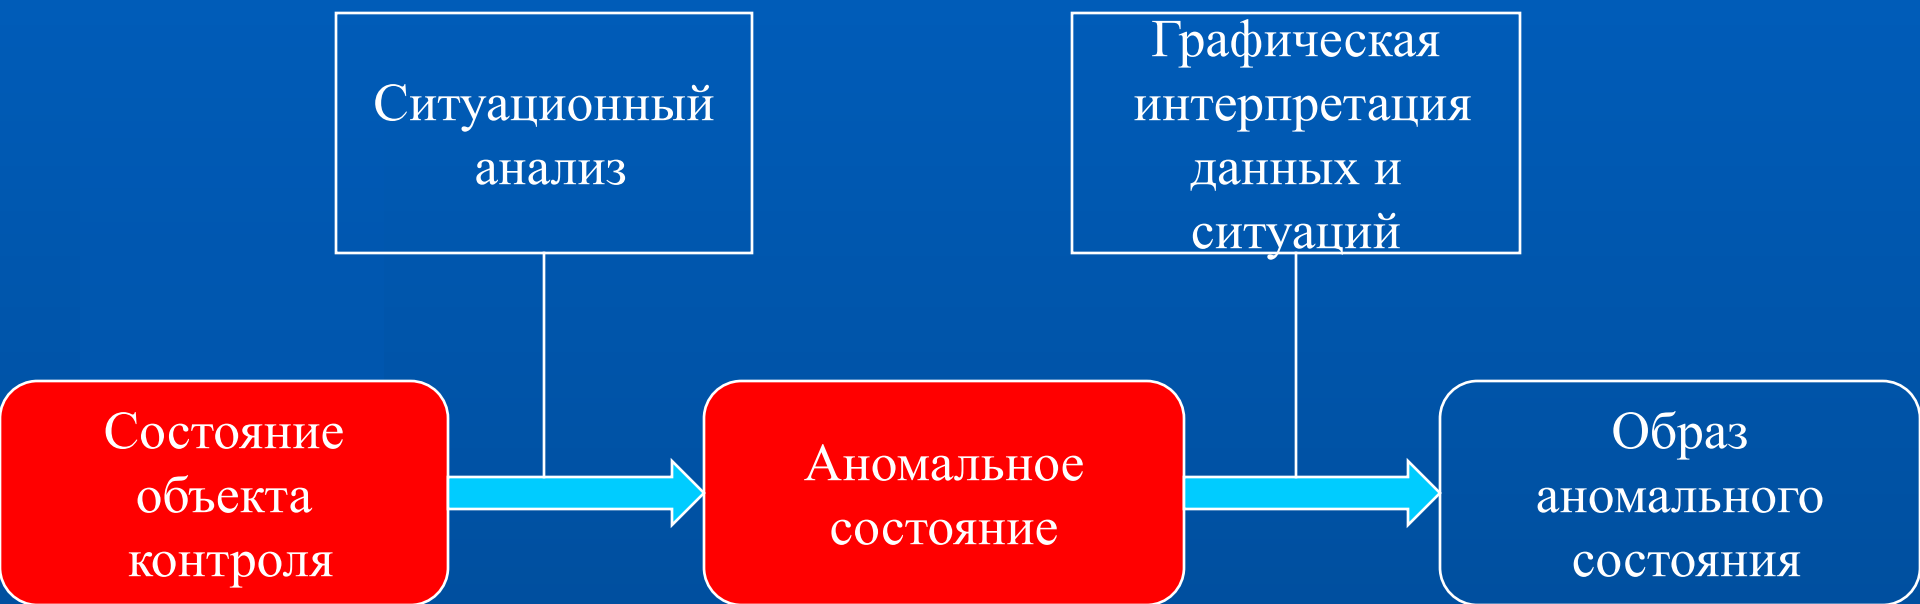 Ситуационный
анализ
Графическая
интерпретация
данных и
ситуаций
Состояние
объекта
контроля
Аномальное
состояние
Образ
аномального
состояния